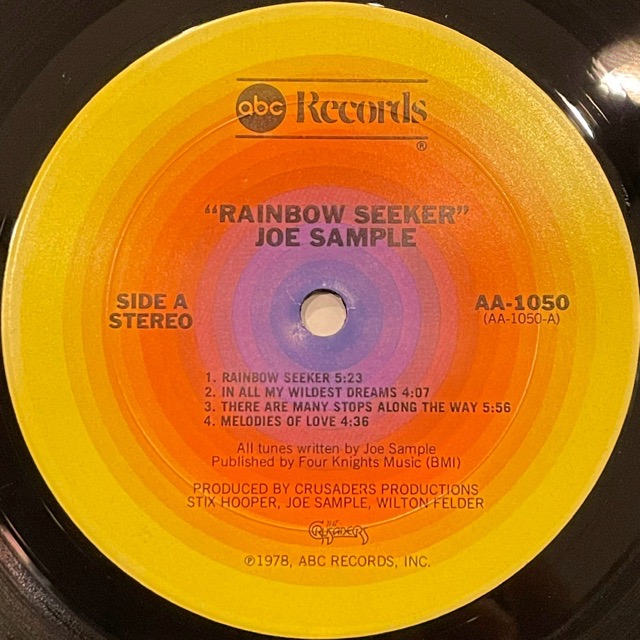 abc Records
®
"RAINBOW SEEKER"
JOE SAMPLE
SIDE A
STEREO
AA-1050
(AA-1050-A)
1. RAINBOW SEEKER 5:23
2. IN ALL MY WILDEST DREAMS 4:07
3. THERE ARE MANY STOPS ALONG THE WAY 5:56
4. MELODIES OF LOVE 4:36
All tunes written by Joe Sample
Published by Four Knights Music (BMI)
PRODUCED BY CRUSADERS PRODUCTIONS
STIX HOOPER, JOE SAMPLE, WILTON FELDER
THE
CRUSADERS
℗1978, ABC RECORDS, INC.